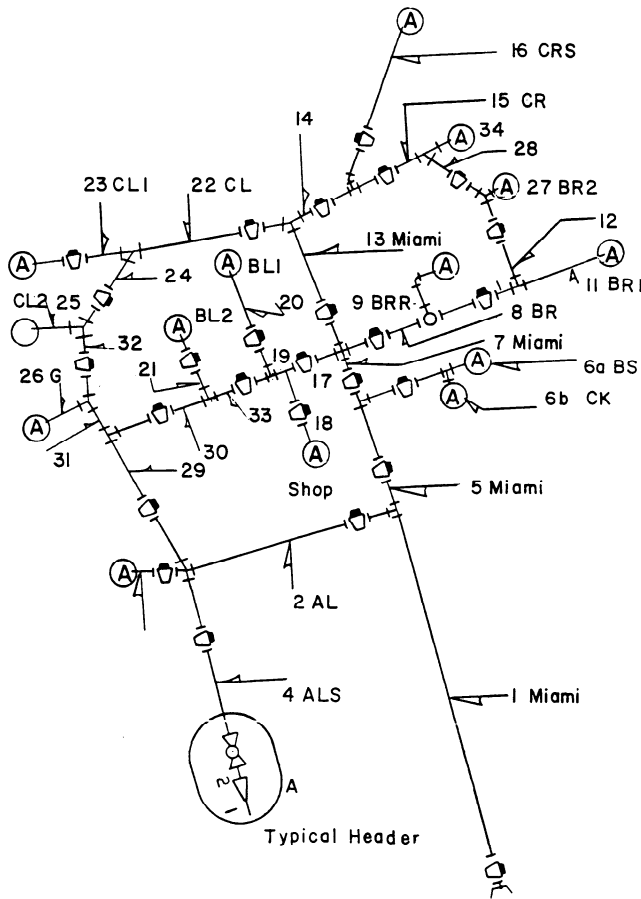 A
16 CRS
15 CR
14
A
34
28
23 CL1
22 CL
A
27 BR2
13 Miami
12
A
24
A
BL1
A
A
11 BR1
CL2
25
20
9 BRR
8 BR
A
BL2
32
7 Miami
19
17
A
6a BS
26 G
21
A
6b CK
A
33
18
31
30
A
29
Shop
5 Miami
A
2 AL
4 ALS
1 Miami
2
A
1
Typical Header